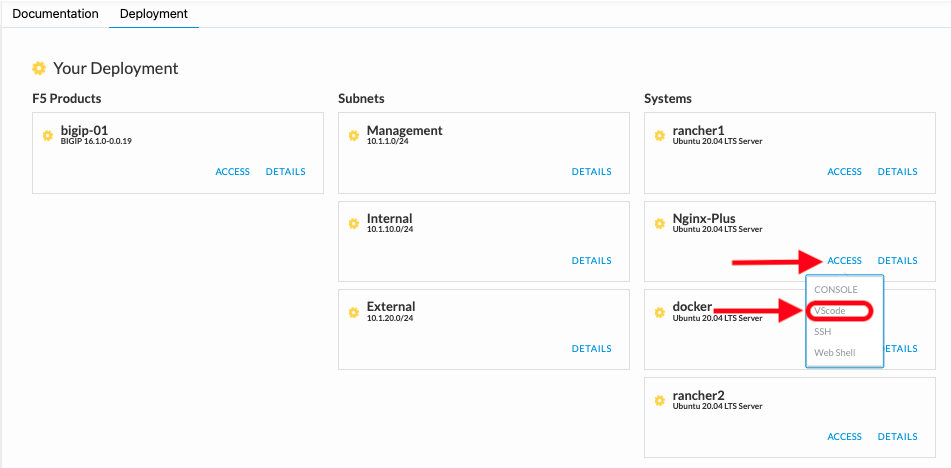 Documentation
Deployment
Your Deployment
F5 Products
bigip-01
BIGIP 16.1.0-0.0.19
ACCESS DETAILS
Subnets
Management
10.1.1.0/24
DETAILS
Internal
10.1.10.0/24
DETAILS
External
10.1.20.0/24
DETAILS
Systems
rancher1
Ubuntu 20.04 LTS Server
ACCESS DETAILS
Nginx-Plus
Ubuntu 20.04 LTS Server
ACCESS DETAILS
CONSOLE
VScode
SSH
Web Shell
docker
Ubuntu 20.04 LTS Server
ETAILS
rancher2
Ubuntu 20.04 LTS Server
ACCESS DETAILS